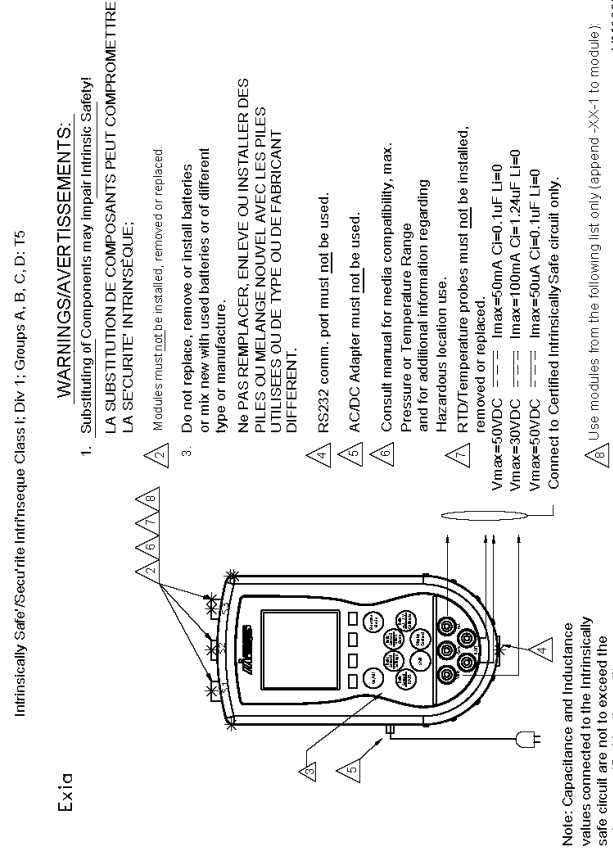 Intrinsically Safe'/Secu'rite Intri'nseque Class I; Div 1; Groups A, B, C, D: T5
Exia
WARNINGS/AVERTISSEMENTS:
1. Substituting of Components may impair Intrinsic Safety!
LA SUBSTITUTION DE COMPOSANTS PEUT COMPROMETTRE
LA SE'CURITE' INTRIN'SÈQUE;
2 Modules must not be installed, removed or replaced.
3. Do not replace, remove or install batteries
or mix new with used batteries or of different
type or manufacture.
Ne PAS REMPLACER, ENLEVE OU INSTALLER DES
PILES OU MELANGE NOUVEL AVEC LES PILES
UTILISEES OU DE TYPE OU DE FABRICANT
DIFFERENT.
4 RS232 comm. port must not be used.
5 AC/DC Adapter must not be used.
6 Consult manual for media compatibility, max.
Pressure or Temperature Range
and for additional information regarding
Hazardous location use.
7 RTD/Temperature probes must not be installed,
removed or replaced.
Vmax=50VDC Imax=50mA Ci=0.1uF Li=0
Vmax=30VDC Imax=100mA Ci=1.24uF Li=0
Vmax=50VDC Imax=50uA Ci=0.1uF Li=0
Connect to Certified Intrinsically Safe circuit only.
8 Use modules from the following list only (append -XX-1 to module):
2 6 7 8
S1 S2 S3
3
5
4
Note: Capacitance and Inductance
values connected to the Intrinsically
safe circuit are not to exceed the